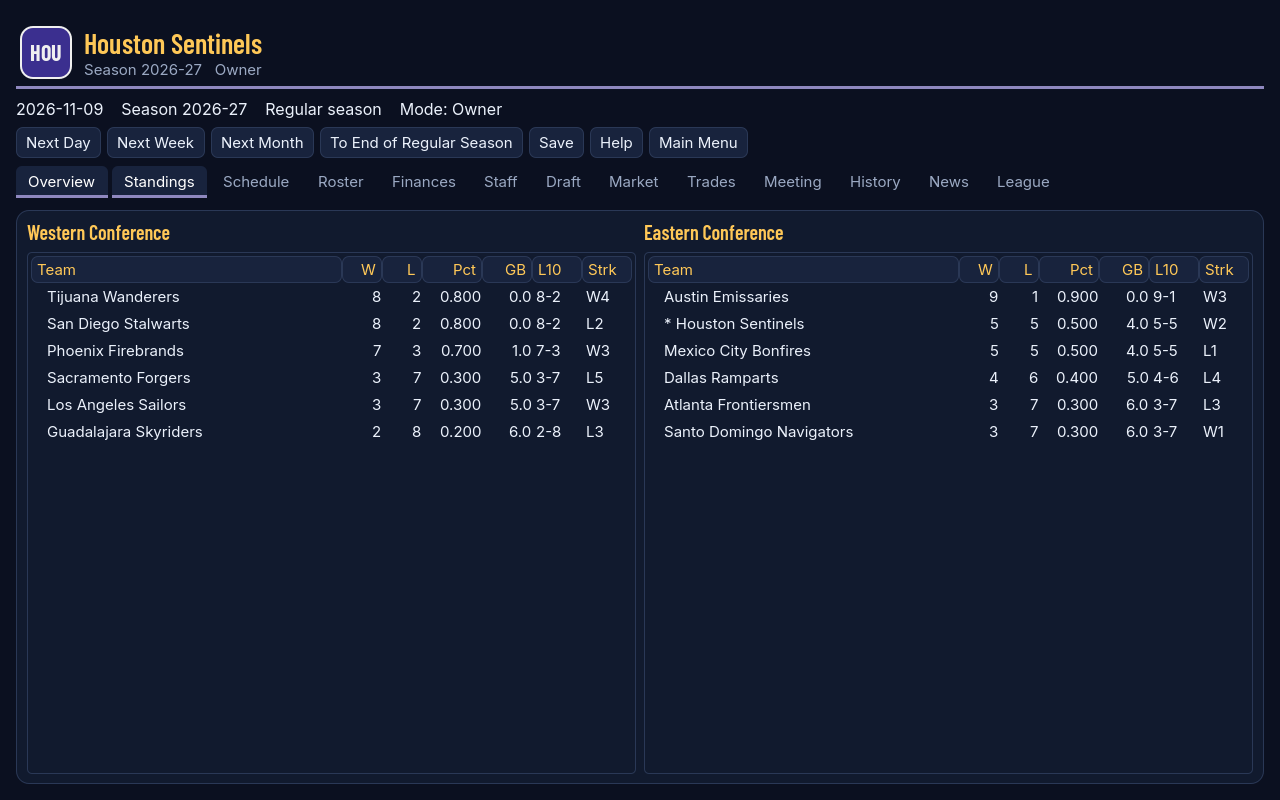 HOU
Houston Sentinels
Season 2026-27 Owner
2026-11-09 Season 2026-27 Regular season Mode: Owner
Next Day Next Week Next Month To End of Regular Season Save Help Main Menu
Overview Standings Schedule Roster Finances Staff Draft Market Trades Meeting History News League
Western Conference
Team W L Pct GB L10 Strk
Tijuana Wanderers 8 2 0.800 0.0 8-2 W4
San Diego Stalwarts 8 2 0.800 0.0 8-2 L2
Phoenix Firebrands 7 3 0.700 1.0 7-3 W3
Sacramento Forgers 3 7 0.300 5.0 3-7 L5
Los Angeles Sailors 3 7 0.300 5.0 3-7 W3
Guadalajara Skyriders 2 8 0.200 6.0 2-8 L3
Eastern Conference
Team W L Pct GB L10 Strk
Austin Emissaries 9 1 0.900 0.0 9-1 W3
* Houston Sentinels 5 5 0.500 4.0 5-5 W2
Mexico City Bonfires 5 5 0.500 4.0 5-5 L1
Dallas Ramparts 4 6 0.400 5.0 4-6 L4
Atlanta Frontiersmen 3 7 0.300 6.0 3-7 L3
Santo Domingo Navigators 3 7 0.300 6.0 3-7 W1